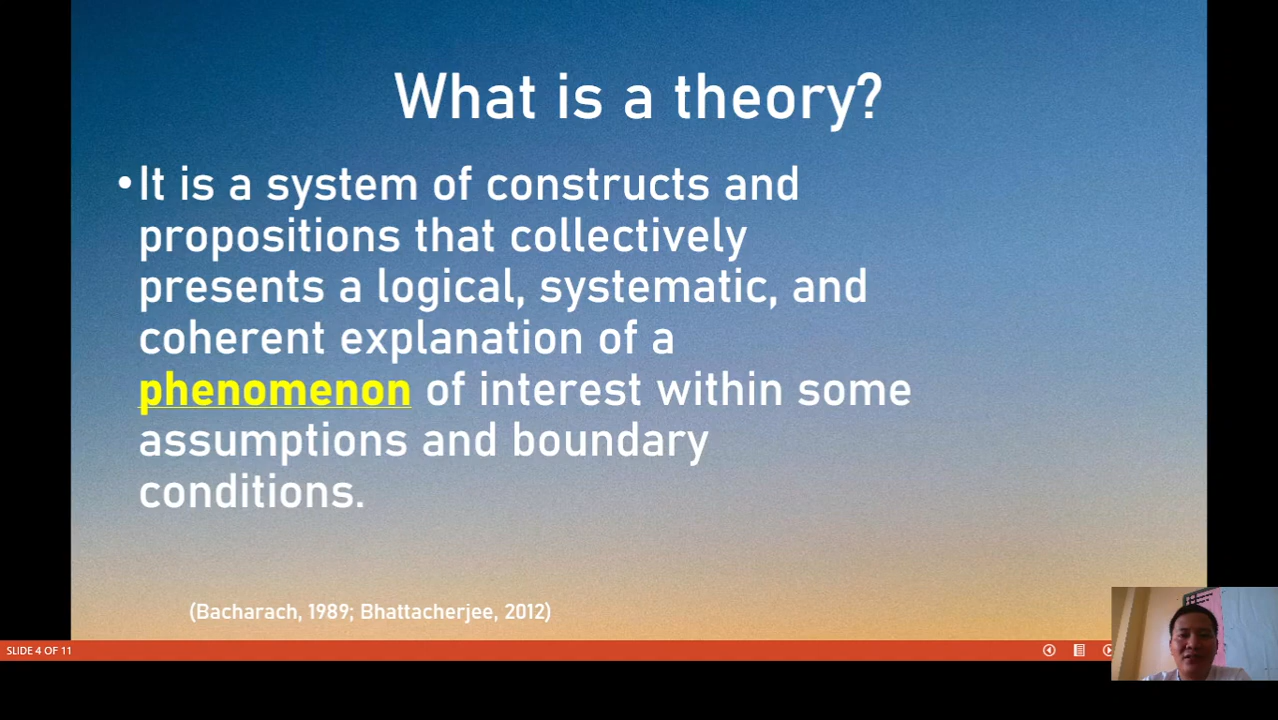 What is a theory?
•It is a system of constructs and
propositions that collectively
presents a logical, systematic, and
coherent explanation of a
phenomenon of interest within some
assumptions and boundary
conditions.
(Bacharach, 1989; Bhattacherjee, 2012)
SLIDE 4 OF 11